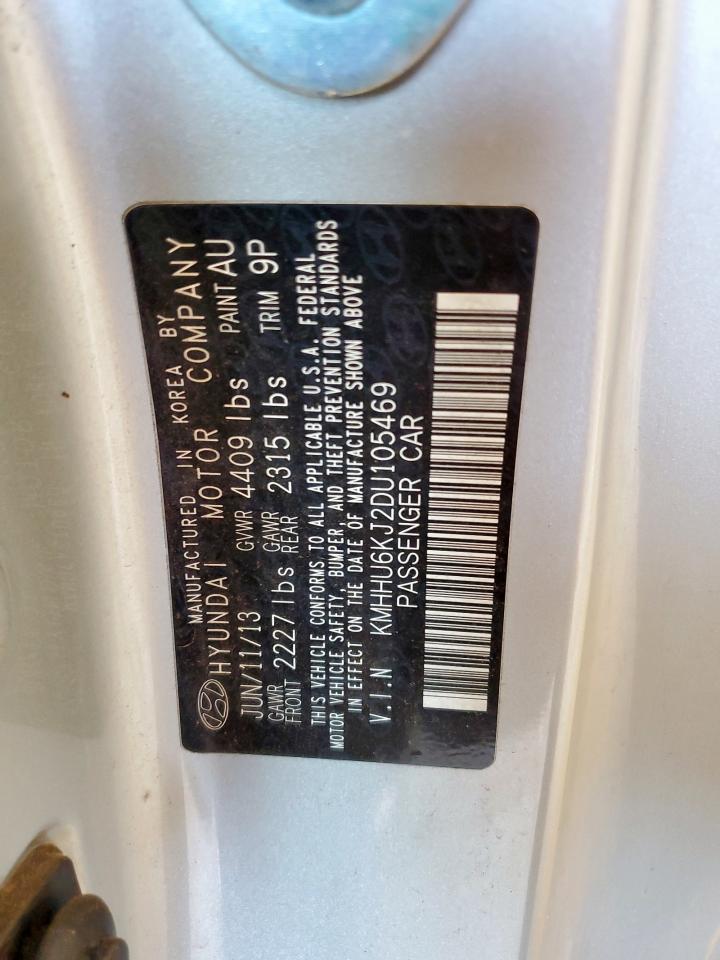 MANUFACTURED IN KOREA BY
HYUNDAI MOTOR COMPANY
JUN/11/13 GVWR 4409 lbs PAINT AU
GAWR FRONT 2227 lbs GAWR REAR 2315 lbs TRIM 9P
THIS VEHICLE CONFORMS TO ALL APPLICABLE U.S.A. FEDERAL
MOTOR VEHICLE SAFETY, BUMPER, AND THEFT PREVENTION STANDARDS
IN EFFECT ON THE DATE OF MANUFACTURE SHOWN ABOVE
V.I.N KMHHU6KJ2DU105469
PASSENGER CAR